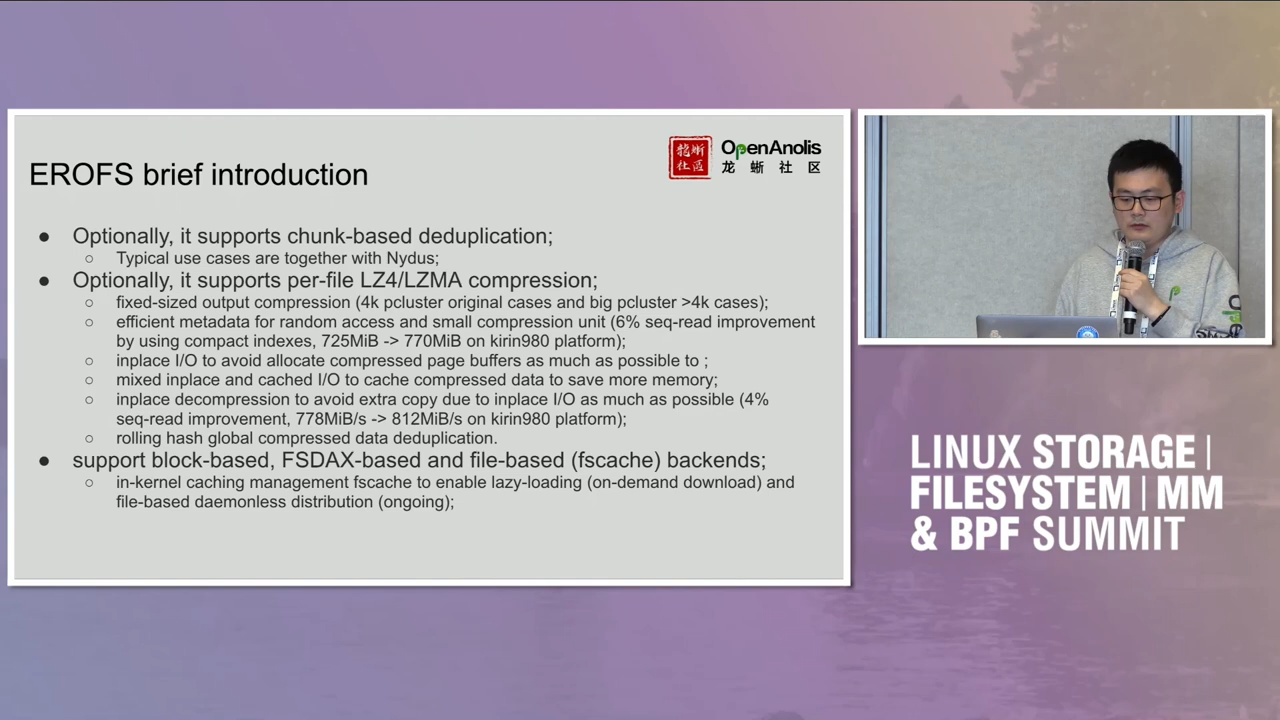 EROFS brief introduction
龙蜥
社区
OpenAnolis
龙 蜥 社 区
● Optionally, it supports chunk-based deduplication;
○ Typical use cases are together with Nydus;
● Optionally, it supports per-file LZ4/LZMA compression;
○ fixed-sized output compression (4k pcluster original cases and big pcluster >4k cases);
○ efficient metadata for random access and small compression unit (6% seq-read improvement
by using compact indexes, 725MiB -> 770MiB on kirin980 platform);
○ inplace I/O to avoid allocate compressed page buffers as much as possible to ;
○ mixed inplace and cached I/O to cache compressed data to save more memory;
○ inplace decompression to avoid extra copy due to inplace I/O as much as possible (4%
seq-read improvement, 778MiB/s -> 812MiB/s on kirin980 platform);
○ rolling hash global compressed data deduplication.
● support block-based, FSDAX-based and file-based (fscache) backends;
○ in-kernel caching management fscache to enable lazy-loading (on-demand download) and
file-based daemonless distribution (ongoing);
LINUX STORAGE |
FILESYSTEM | MM
& BPF SUMMIT